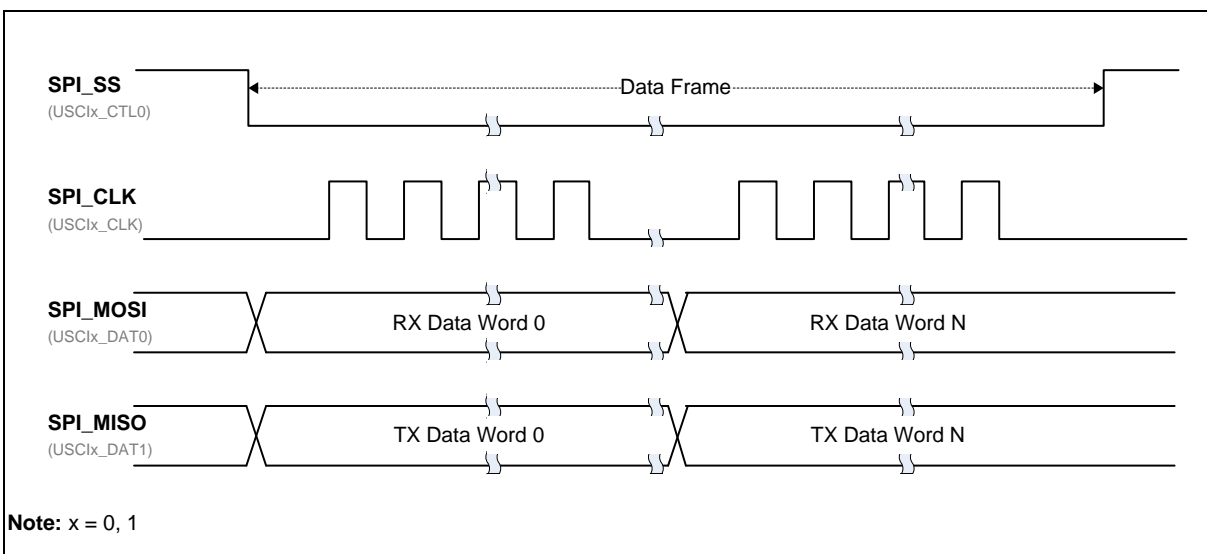 SPI_SS
(USCIx_CTL0)
Data Frame
SPI_CLK
(USCIx_CLK)
SPI_MOSI
(USCIx_DAT0)
RX Data Word 0
RX Data Word N
SPI_MISO
(USCIx_DAT1)
TX Data Word 0
TX Data Word N
Note: x = 0, 1